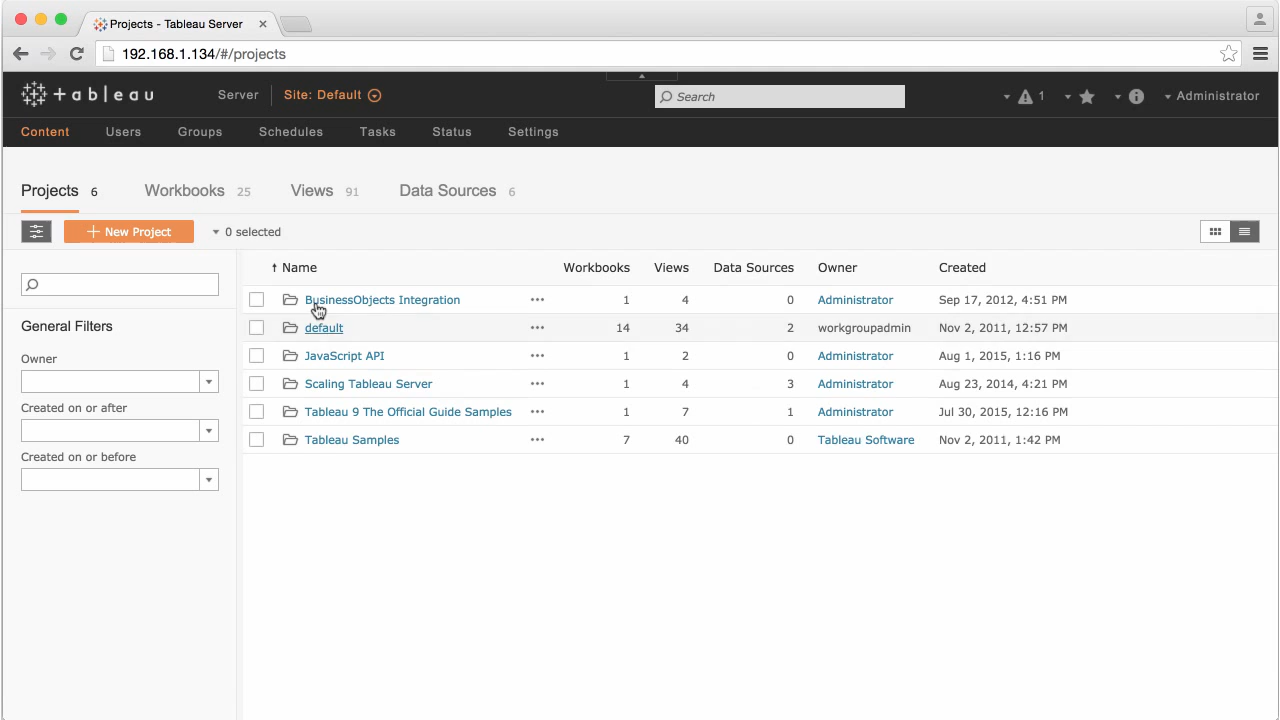 Projects - Tableau Server
192.168.1.134/#/projects
+ableau Server Site: Default Search 1 Administrator
Content Users Groups Schedules Tasks Status Settings
Projects 6 Workbooks 25 Views 91 Data Sources 6
New Project 0 selected
Name Workbooks Views Data Sources Owner Created
BusinessObjects Integration ••• 1 4 0 Administrator Sep 17, 2012, 4:51 PM
default ••• 14 34 2 workgroupadmin Nov 2, 2011, 12:57 PM
JavaScript API ••• 1 2 0 Administrator Aug 1, 2015, 1:16 PM
Scaling Tableau Server ••• 1 4 3 Administrator Aug 23, 2014, 4:21 PM
Tableau 9 The Official Guide Samples ••• 1 7 1 Administrator Jul 30, 2015, 12:16 PM
Tableau Samples ••• 7 40 0 Tableau Software Nov 2, 2011, 1:42 PM
General Filters
Owner
Created on or after
Created on or before